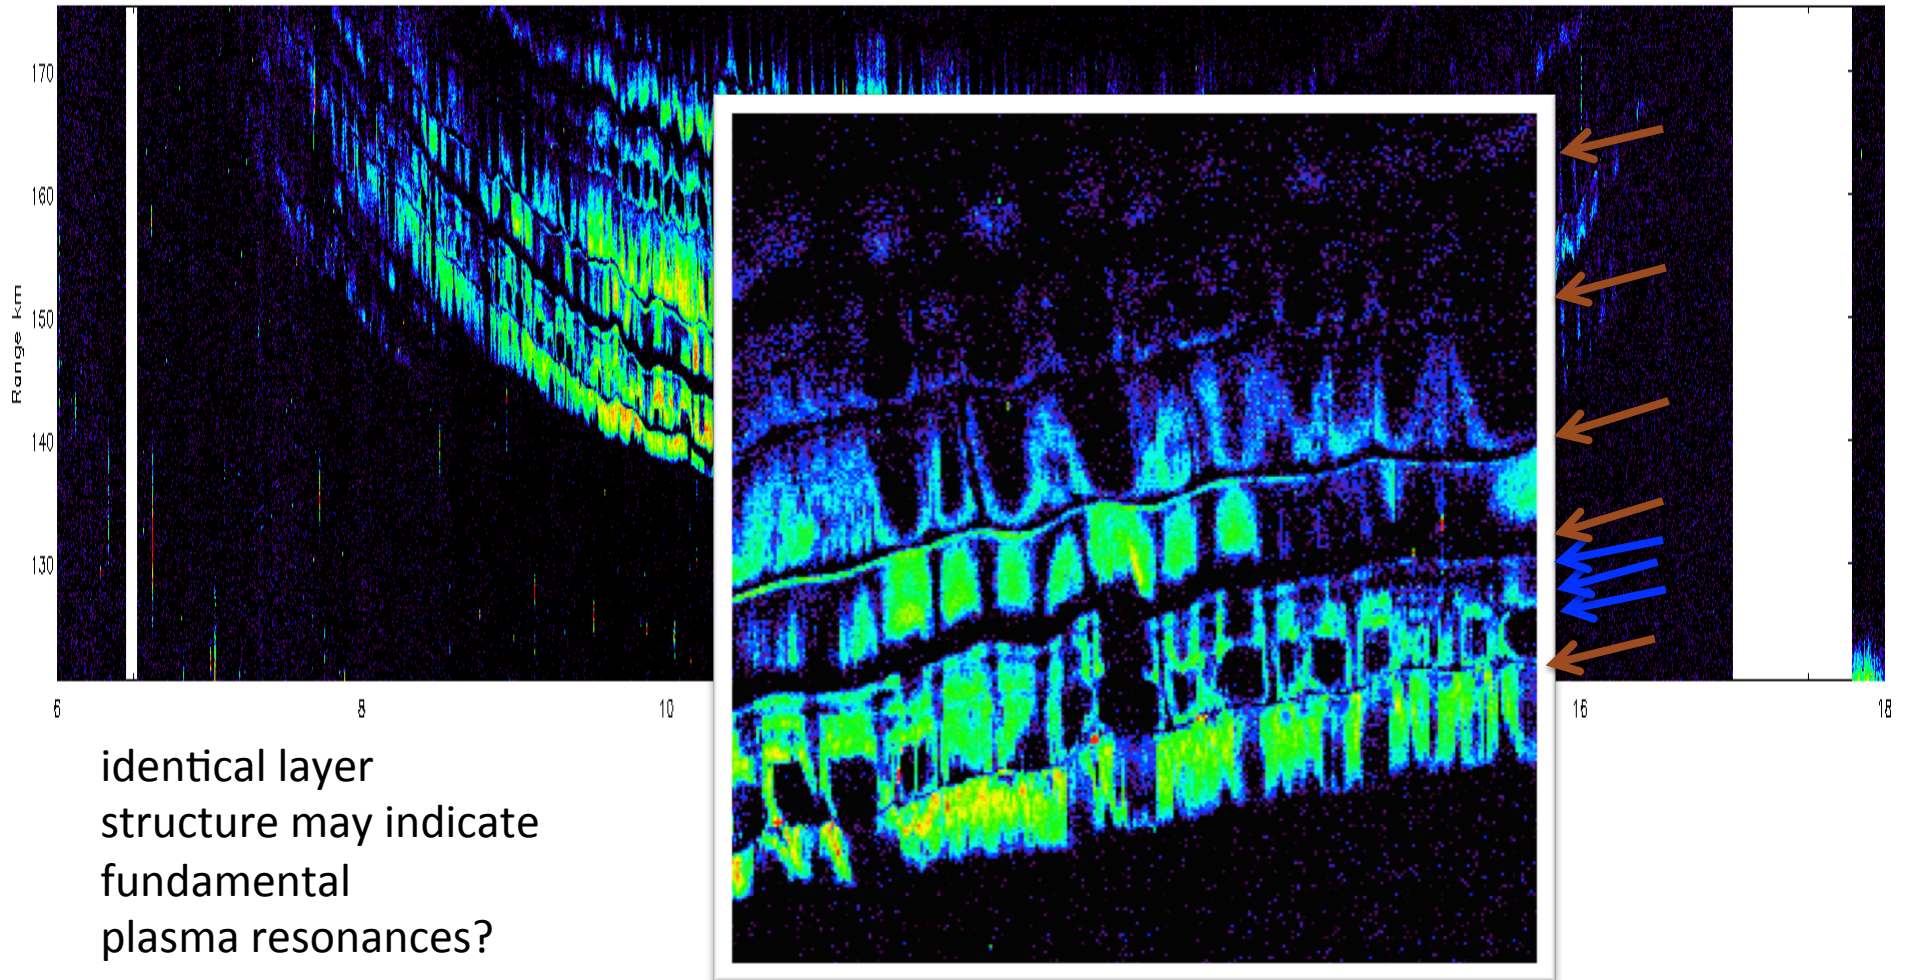 170
160
150
140
130
Range km
6
8
10
16
18
identical layer
structure may indicate
fundamental
plasma resonances?